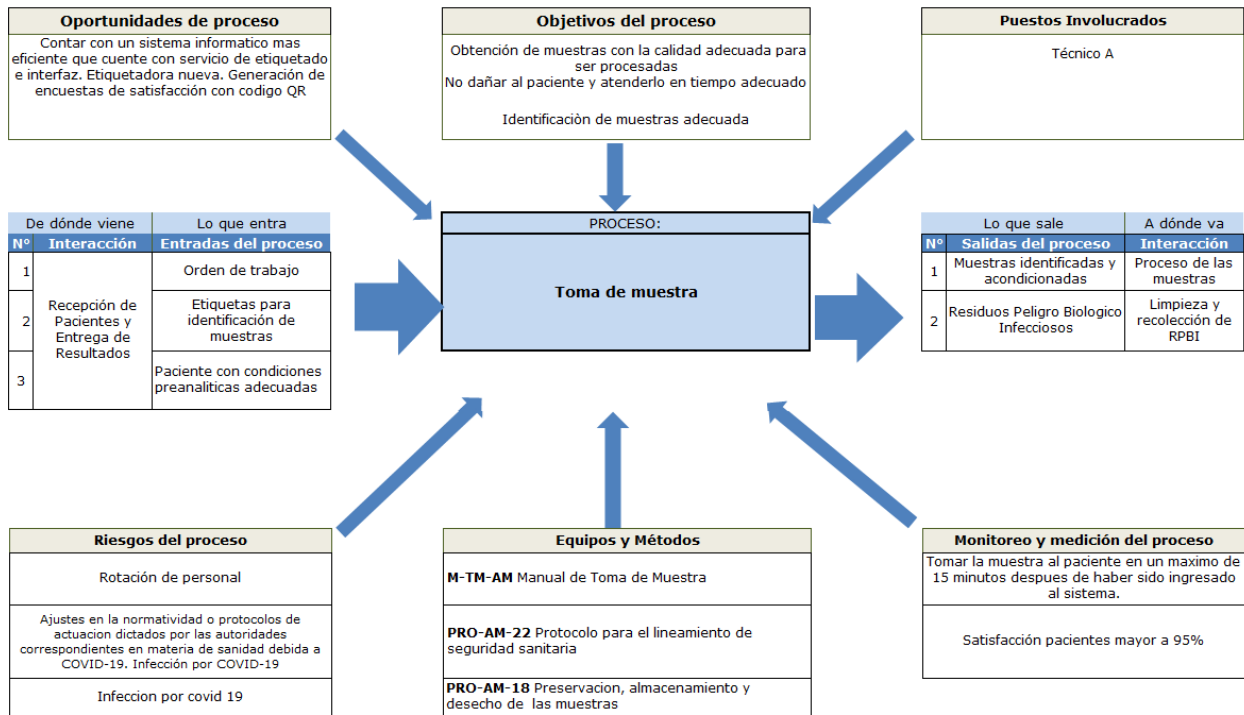 Oportunidades de proceso
Contar con un sistema informatico mas
eficiente que cuente con servicio de etiquetado
e interfaz. Etiquetadora nueva. Generación de
encuestas de satisfacción con codigo QR
Objetivos del proceso
Obtención de muestras con la calidad adecuada para
ser procesadas
No dañar al paciente y atenderlo en tiempo adecuado
Identificaciòn de muestras adecuada
Puestos Involucrados
Técnico A
De dónde viene
Lo que entra
N° Interacción Entradas del proceso
1
Orden de trabajo
2
Recepción de
Pacientes y
Entrega de
Resultados
Etiquetas para
identificación de
muestras
3
Paciente con condiciones
preanaliticas adecuadas
PROCESO:
Toma de muestra
Lo que sale
A dónde va
N° Salidas del proceso Interacción
1
Muestras identificadas y
acondicionadas
Proceso de las
muestras
2
Residuos Peligro Biologico
Infecciosos
Limpieza y
recolección de
RPBI
Riesgos del proceso
Rotación de personal
Ajustes en la normatividad o protocolos de
actuacion dictados por las autoridades
correspondientes en materia de sanidad debida a
COVID-19. Infección por COVID-19
Infeccion por covid 19
Equipos y Métodos
M-TM-AM Manual de Toma de Muestra
PRO-AM-22 Protocolo para el lineamiento de
seguridad sanitaria
PRO-AM-18 Preservacion, almacenamiento y
desecho de las muestras
Monitoreo y medición del proceso
Tomar la muestra al paciente en un maximo de
15 minutos despues de haber sido ingresado
al sistema.
Satisfacción pacientes mayor a 95%